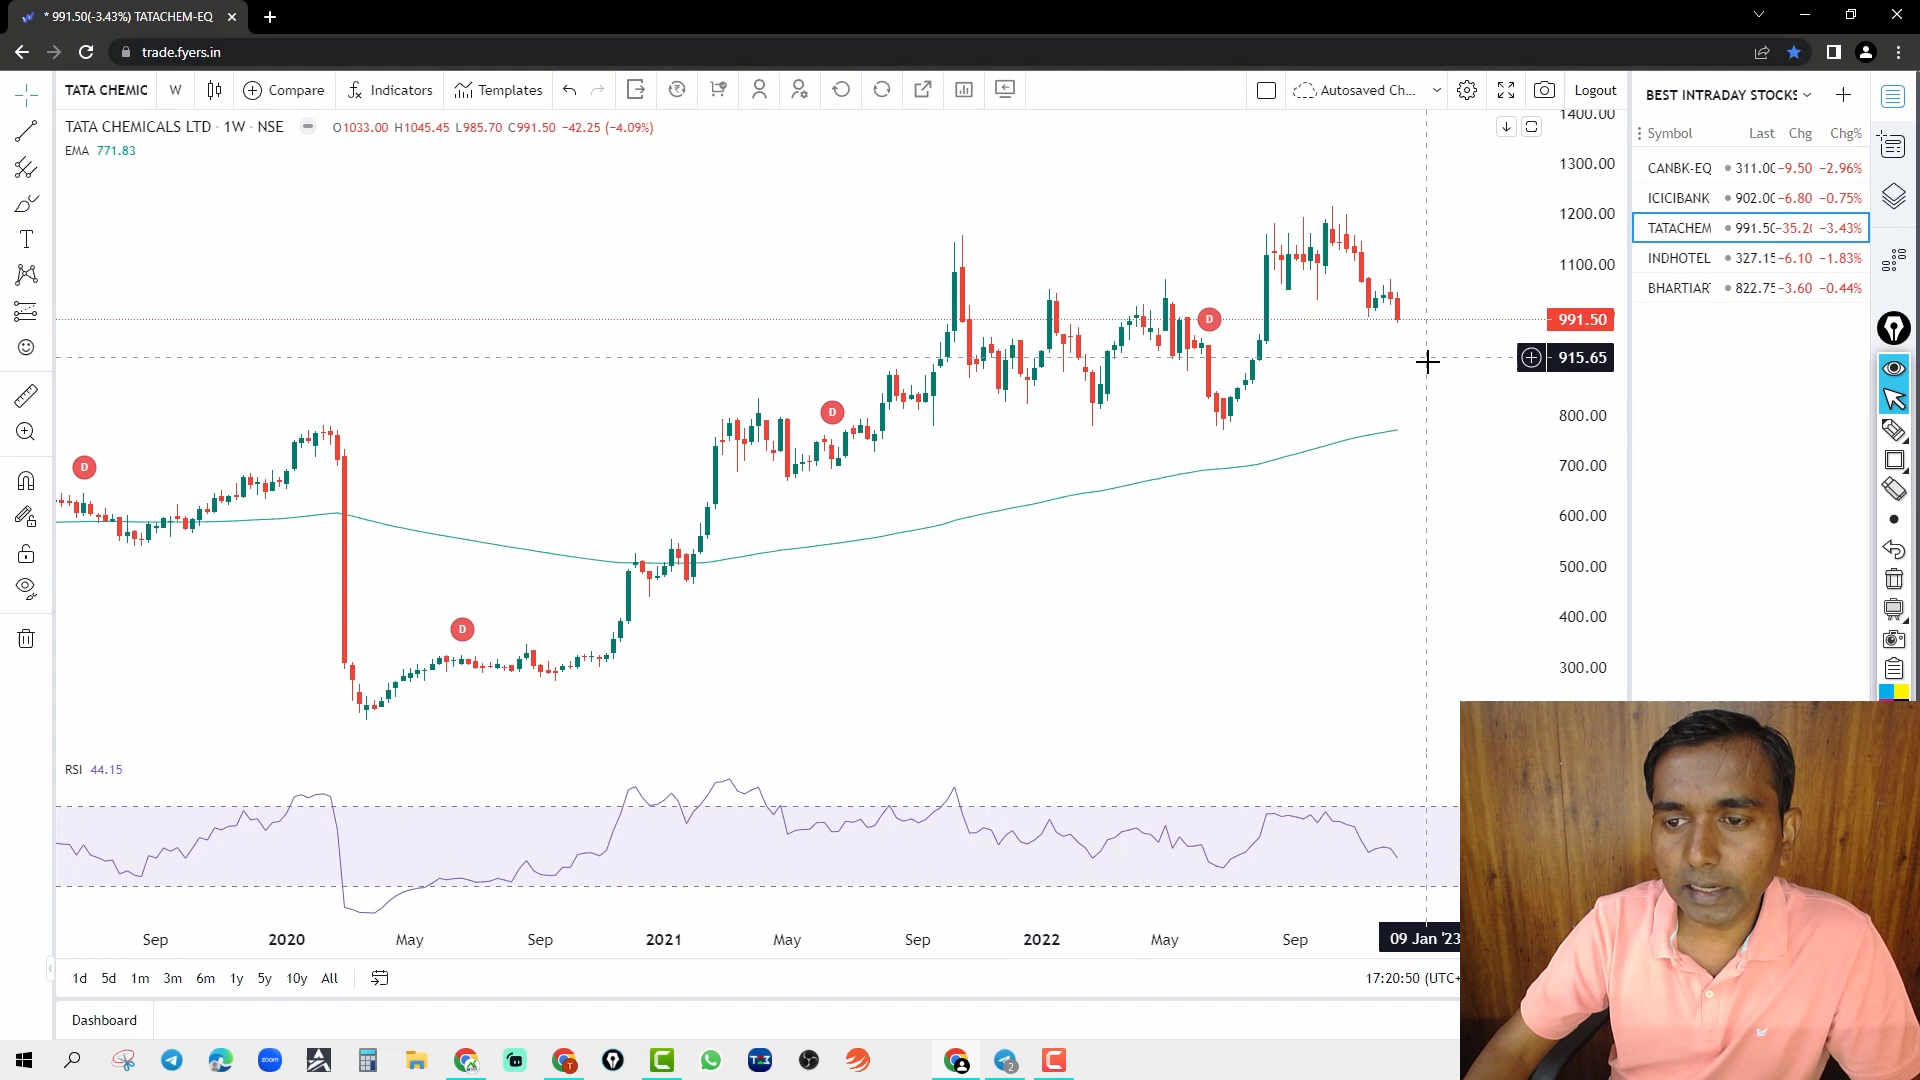 * 991.50(-3.43%) TATACHEM-EQ
trade.fyers.in
TATA CHEMIC W Compare Indicators Templates Autosaved Ch... Logout
TATA CHEMICALS LTD · 1W · NSE O1033.00 H1045.45 L985.70 C991.50 −42.25 (−4.09%)
EMA 771.83
BEST INTRADAY STOCKS
Symbol Last Chg Chg%
CANBK-EQ 311.00 −9.50 −2.96%
ICICIBANK 902.00 −6.80 −0.75%
TATACHEM 991.50 −35.20 −3.43%
INDHOTEL 327.15 −6.10 −1.83%
BHARTIAR 822.75 −3.60 −0.44%
1400.00
1300.00
1200.00
1100.00
991.50
915.65
800.00
700.00
600.00
500.00
400.00
300.00
D
D
D
D
RSI 44.15
Sep 2020 May Sep 2021 May Sep 2022 May Sep 09 Jan '23
1d 5d 1m 3m 6m 1y 5y 10y All 17:20:50 (UTC+
Dashboard
zoom
2